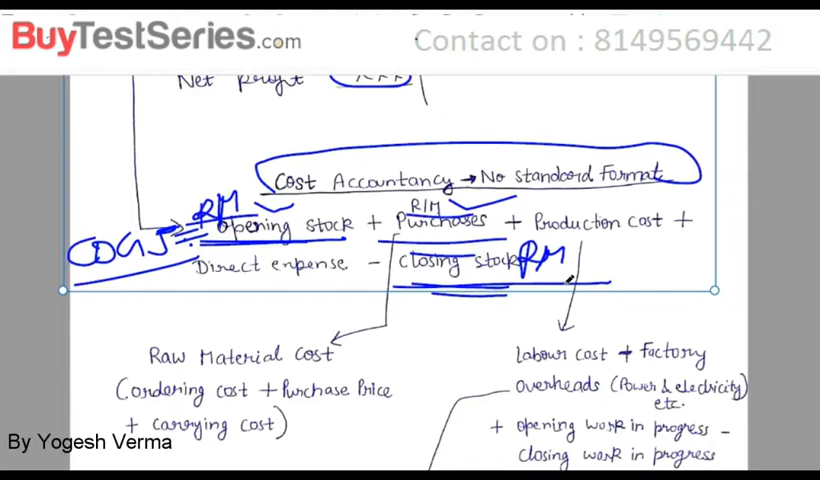 BuyTestSeries.com
Contact on : 8149569442
Net profit
Cost Accountancy → No standard Format
RM R/M
COGS = Opening stock + Purchases + Production cost +
Direct expense - closing stock RM
Raw Material Cost
(ordering cost + Purchase Price
+ carrying cost)
Labour cost + factory
overheads (Power & electricity)
etc.
+ opening work in progress -
closing work in progress
By Yogesh Verma